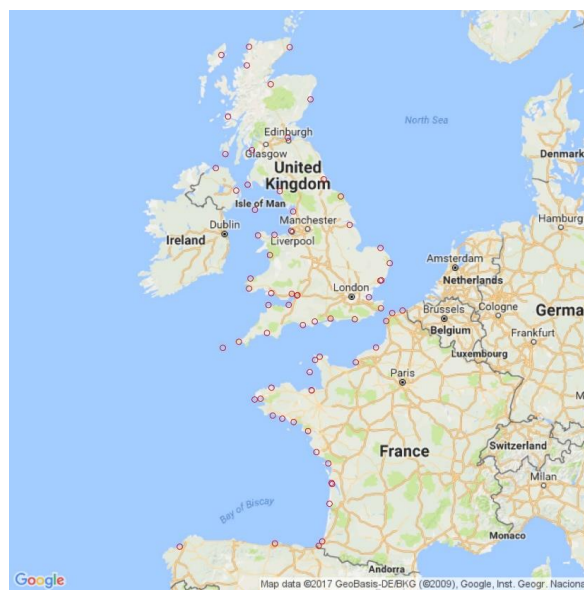 North Sea
Edinburgh
Glasgow
United
Kingdom
Denmark
Isle of Man
Hamburg
Dublin
Manchester
Ireland
Liverpool
Amsterdam
Netherlands
London
Brussels
Cologne
Germa
Belgium
Frankfurt
Luxembourg
Paris
France
Switzerland
Milan
Bay of Biscay
Monaco
Andorra
Google
Map data ©2017 GeoBasis-DE/BKG (©2009), Google, Inst. Geogr. Naciona